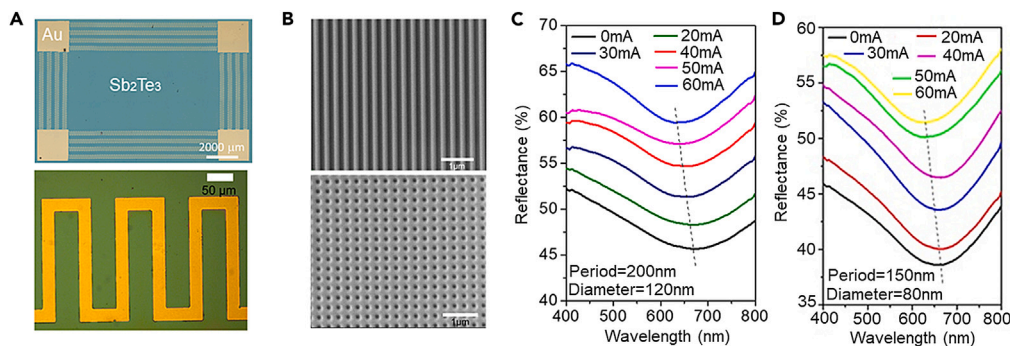 A
Au
Sb₂Te₃
2000 μm
50 μm
B
1μm
1μm
C
70
65
60
55
50
45
40
Reflectance (%)
0mA 20mA
30mA 40mA
50mA
60mA
Period=200nm
Diameter=120nm
400 500 600 700 800
Wavelength (nm)
D
60
55
50
45
40
35
Reflectance (%)
0mA 20mA
30mA 40mA
50mA
60mA
Period=150nm
Diameter=80nm
400 500 600 700 800
Wavelength (nm)